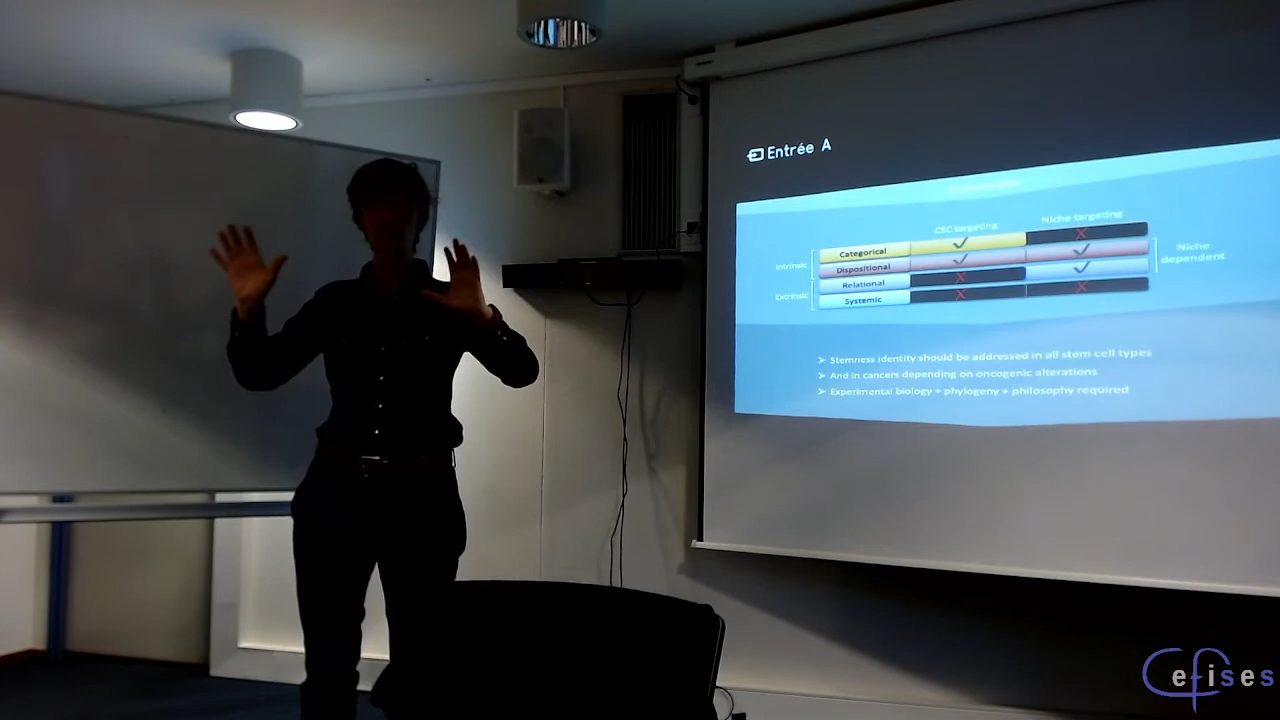 Entrée A
CSC targeting
Niche targeting
Intrinsic
Extrinsic
Categorical ✓ X
Dispositional ✓ ✓
Relational X ✓
Systemic X X
Niche
dependent
➢ Stemness identity should be addressed in all stem cell types
➢ And in cancers depending on oncogenic alterations
➢ Experimental biology + phylogeny + philosophy required
Cefises